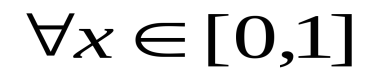 ∀x ∈ [0,1]